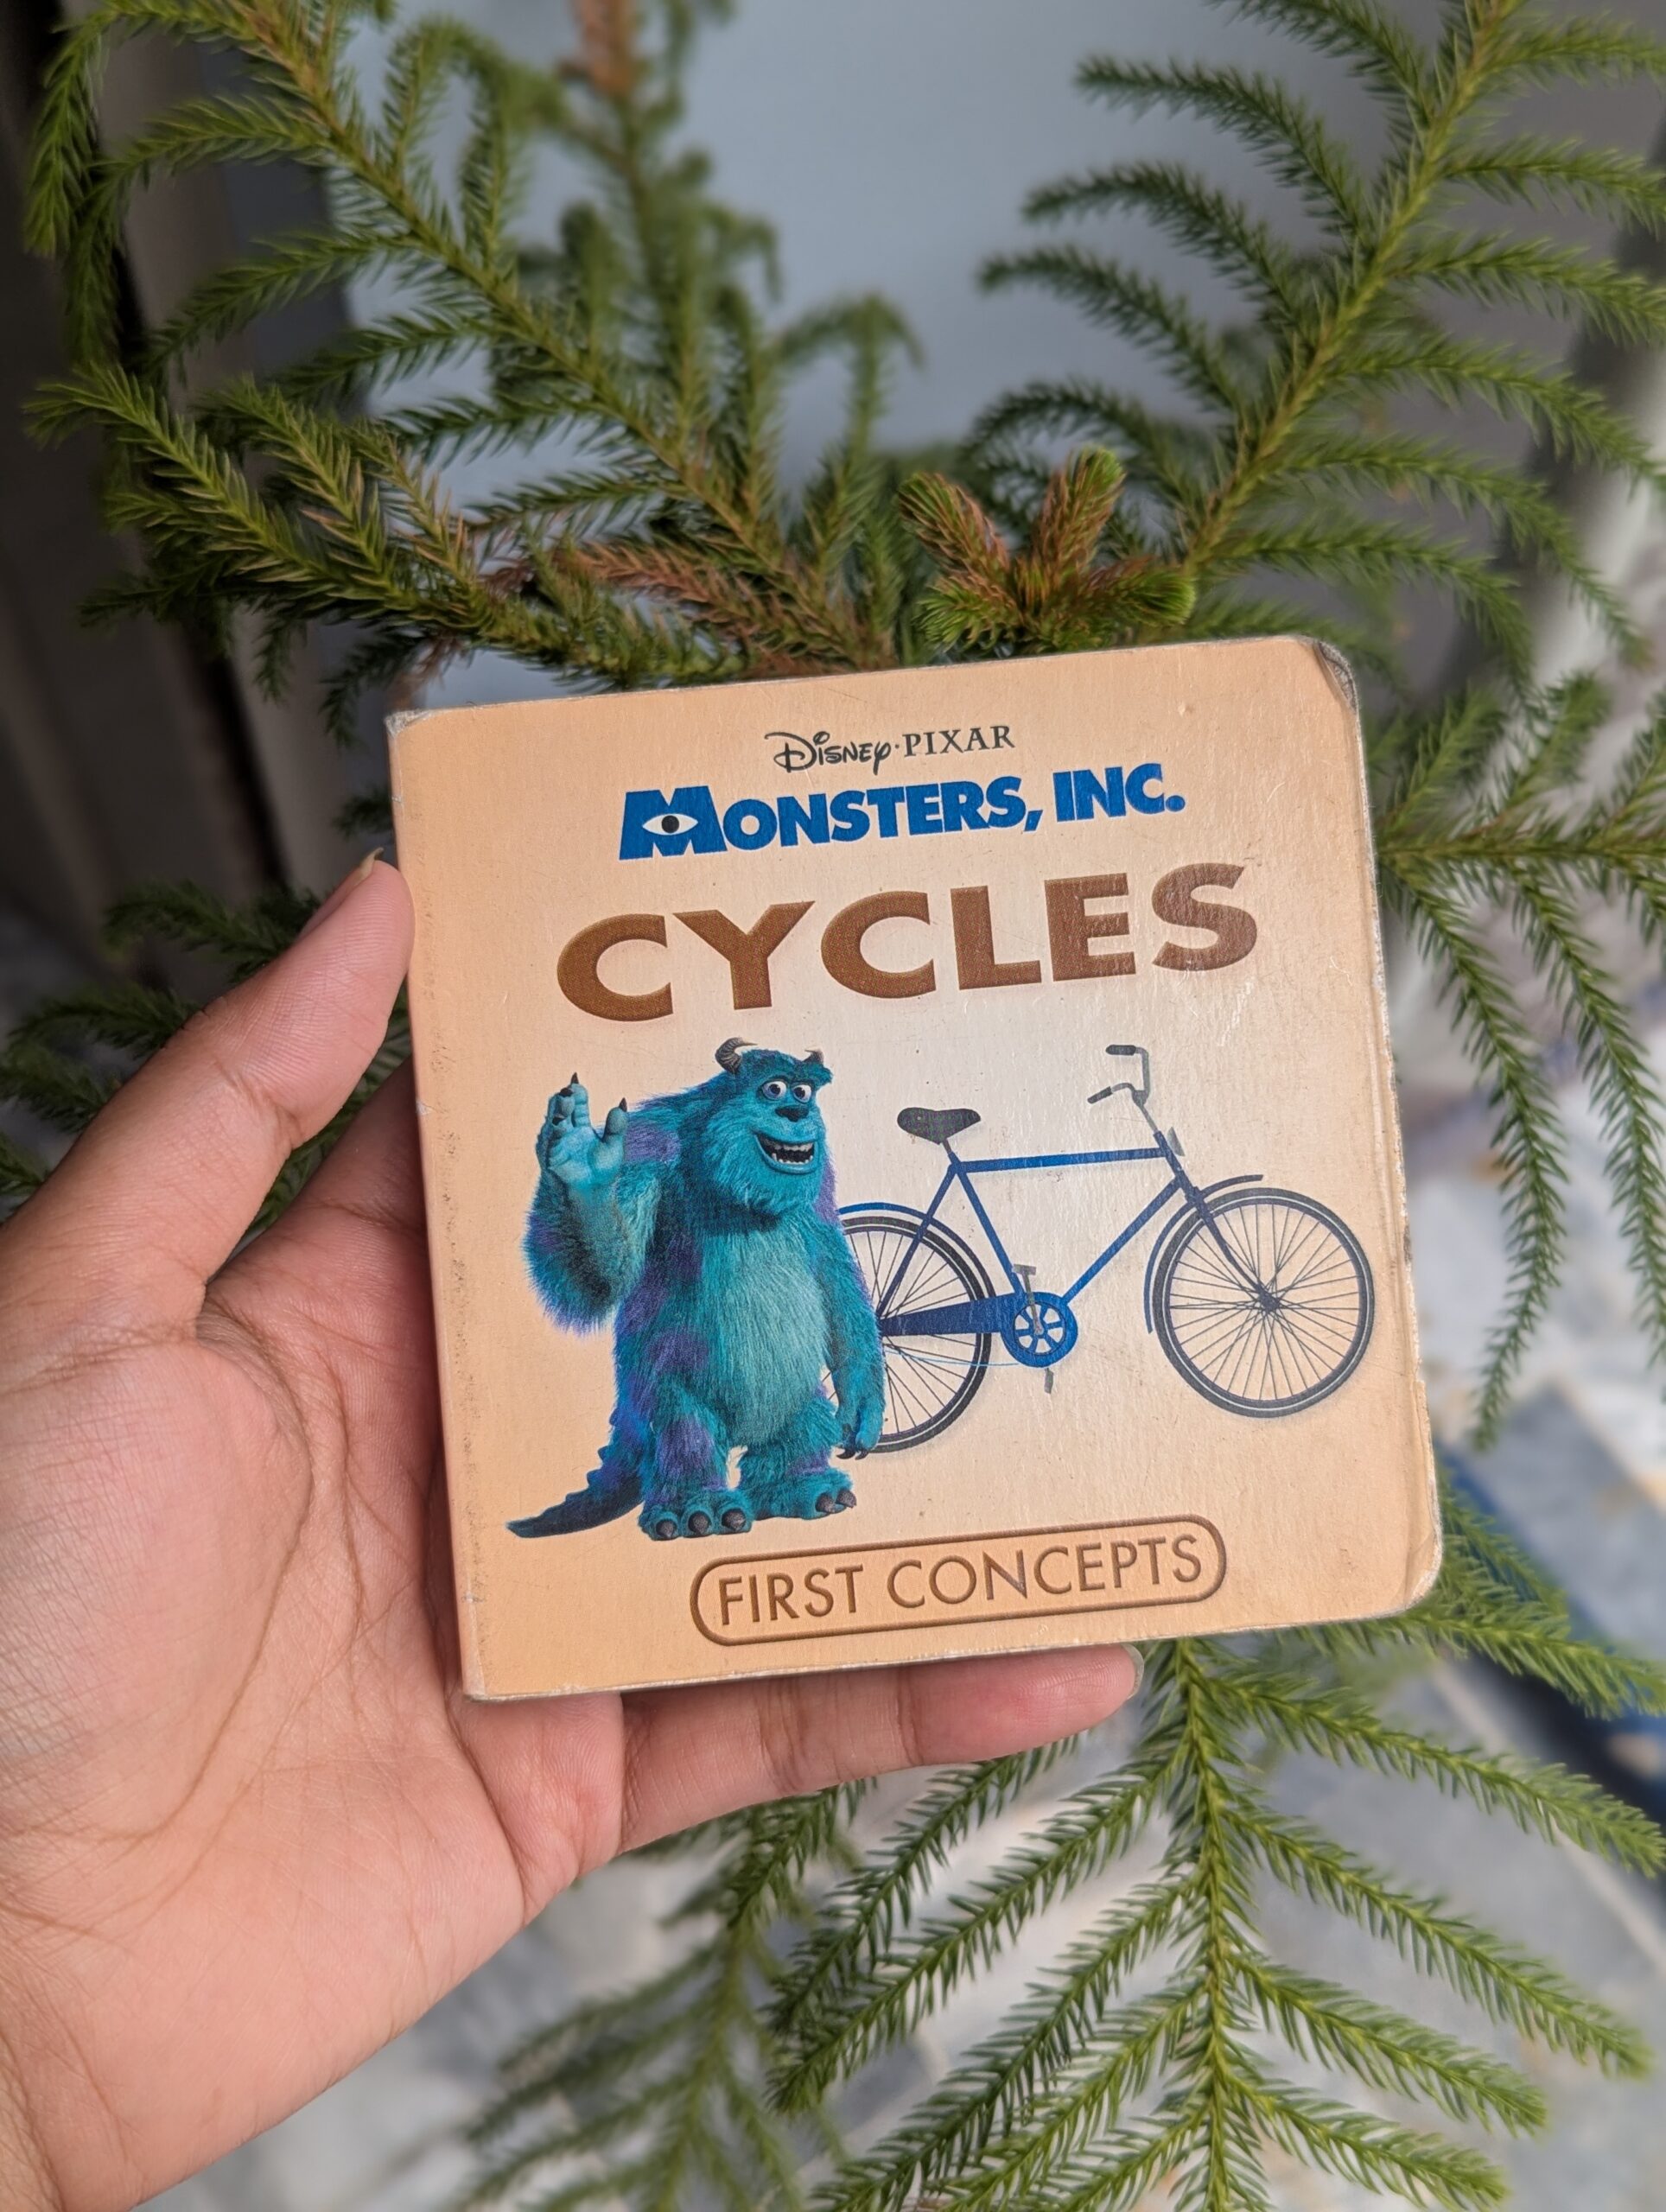 Disney·PIXAR
MONSTERS, INC.
CYCLES
FIRST CONCEPTS